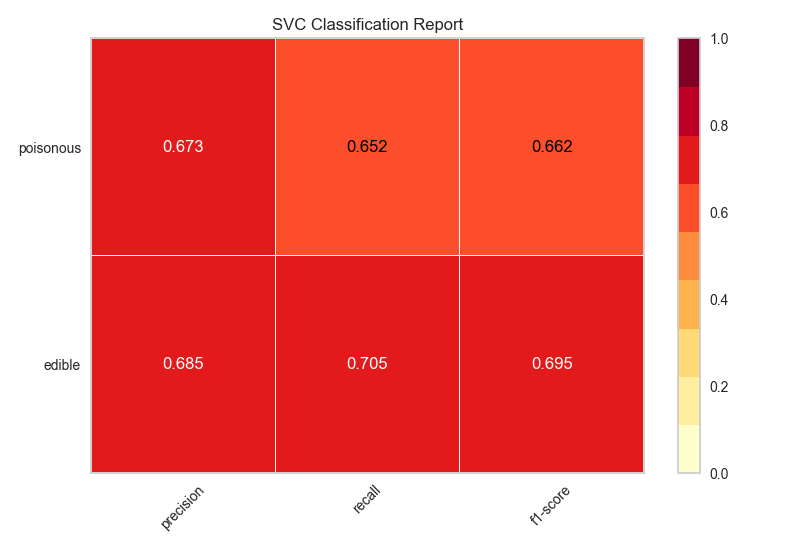 SVC Classification Report
poisonous 0.673 0.652 0.662
edible 0.685 0.705 0.695
precision recall f1-score
1.0
0.8
0.6
0.4
0.2
0.0